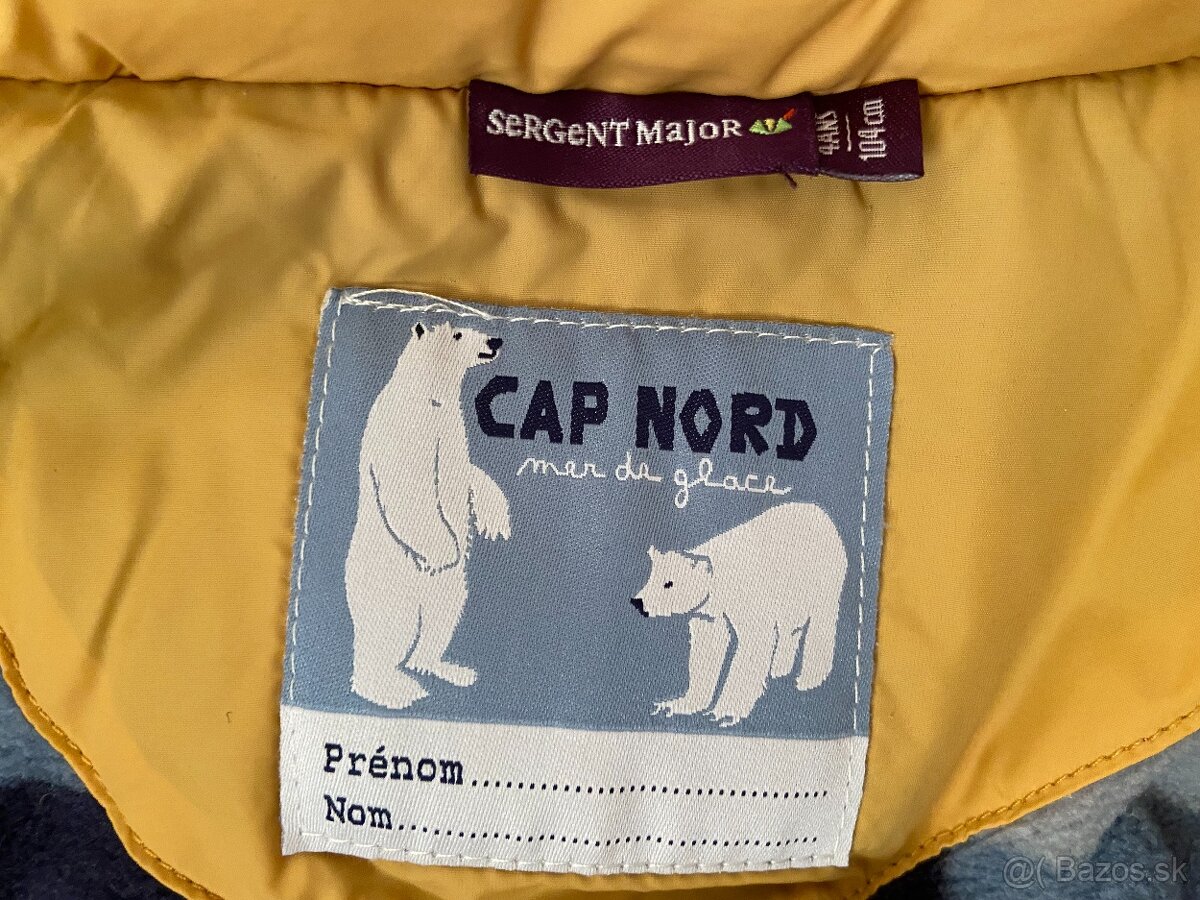 SeRGeNT MajoR
4ANS
104cm
CAP NORD
mer de glace
Prénom..............................
Nom...................................
@( Bazos.sk